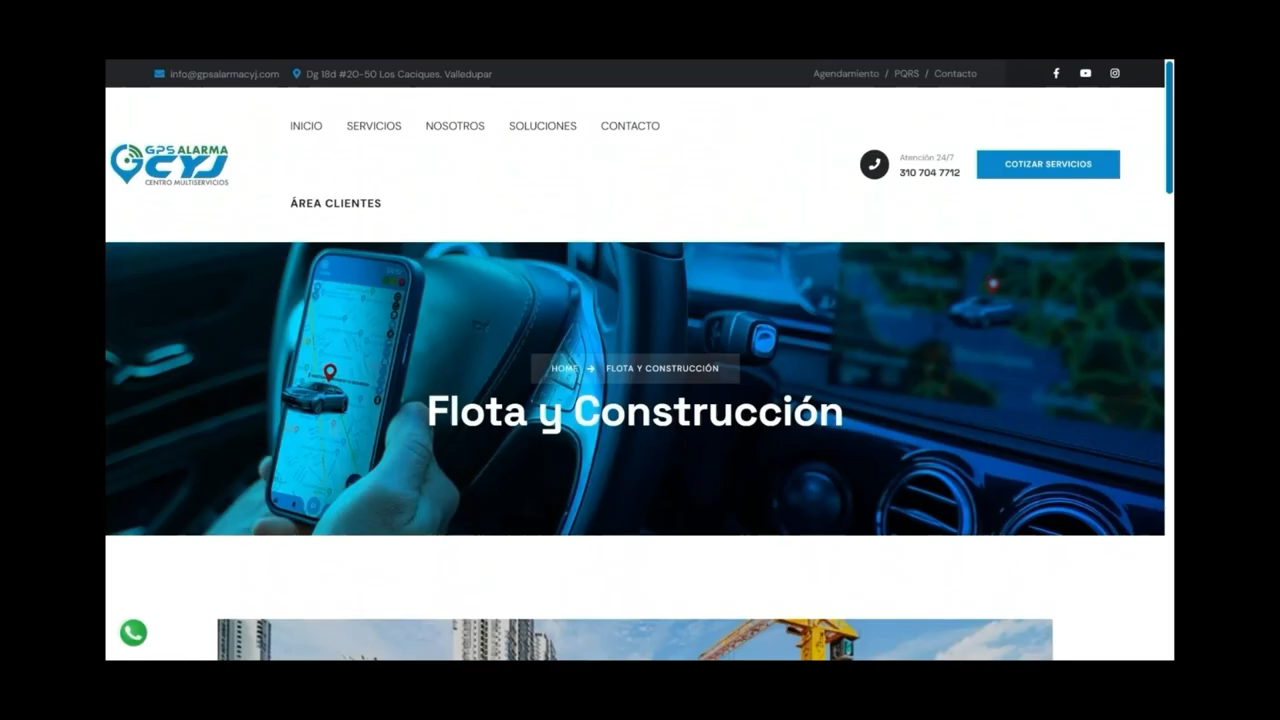 info@gpsalarmacyj.com Dg 18d #20-50 Los Caciques. Valledupar
Agendamiento / PQRS / Contacto
INICIO SERVICIOS NOSOTROS SOLUCIONES CONTACTO
GPS ALARMA
CYJ
CENTRO MULTISERVICIOS
Atención 24/7
310 704 7712
COTIZAR SERVICIOS
ÁREA CLIENTES
HOME FLOTA Y CONSTRUCCIÓN
Flota y Construcción